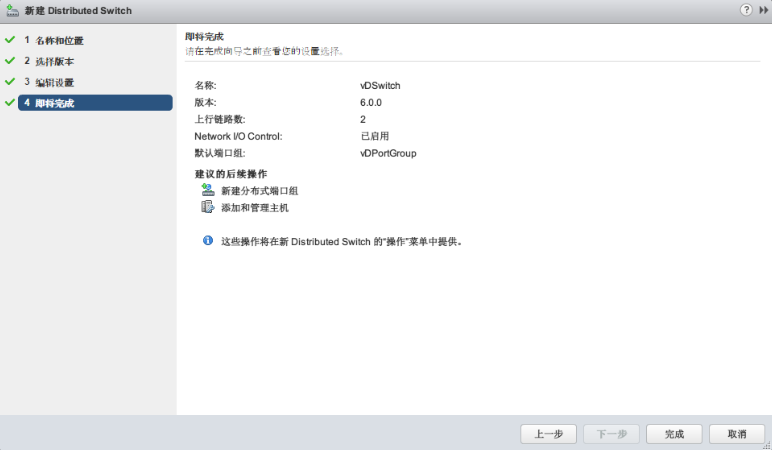 新建 Distributed Switch
1 名称和位置
2 选择版本
3 编辑设置
4 即将完成
即将完成
请在完成向导之前查看您的设置选择。
名称: vDSwitch
版本: 6.0.0
上行链路数: 2
Network I/O Control: 已启用
默认端口组: vDPortGroup
建议的后续操作
新建分布式端口组
添加和管理主机
这些操作将在新 Distributed Switch 的“操作”菜单中提供。
上一步 下一步 完成 取消